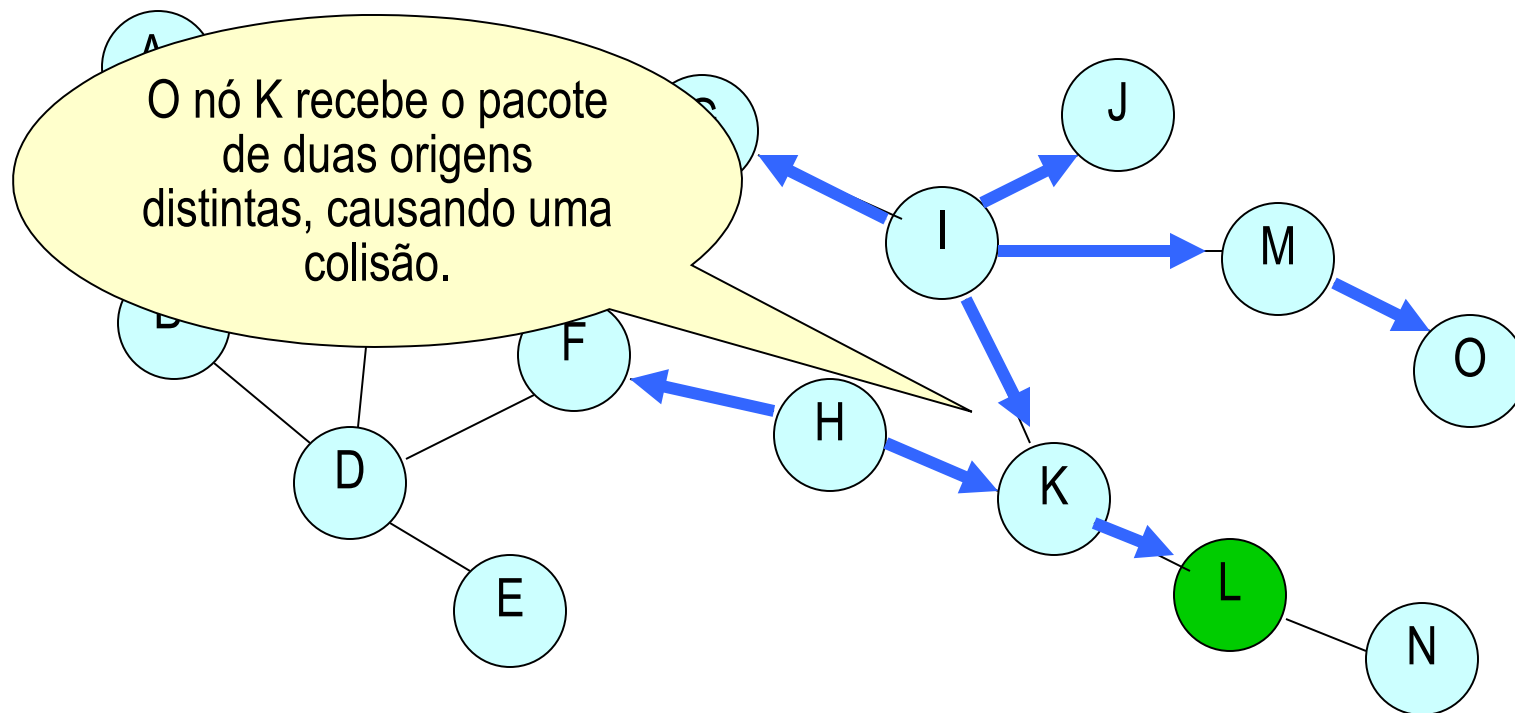 O nó K recebe o pacote
de duas origens
distintas, causando uma
colisão.
J
I
M
F
O
H
D
K
L
E
N